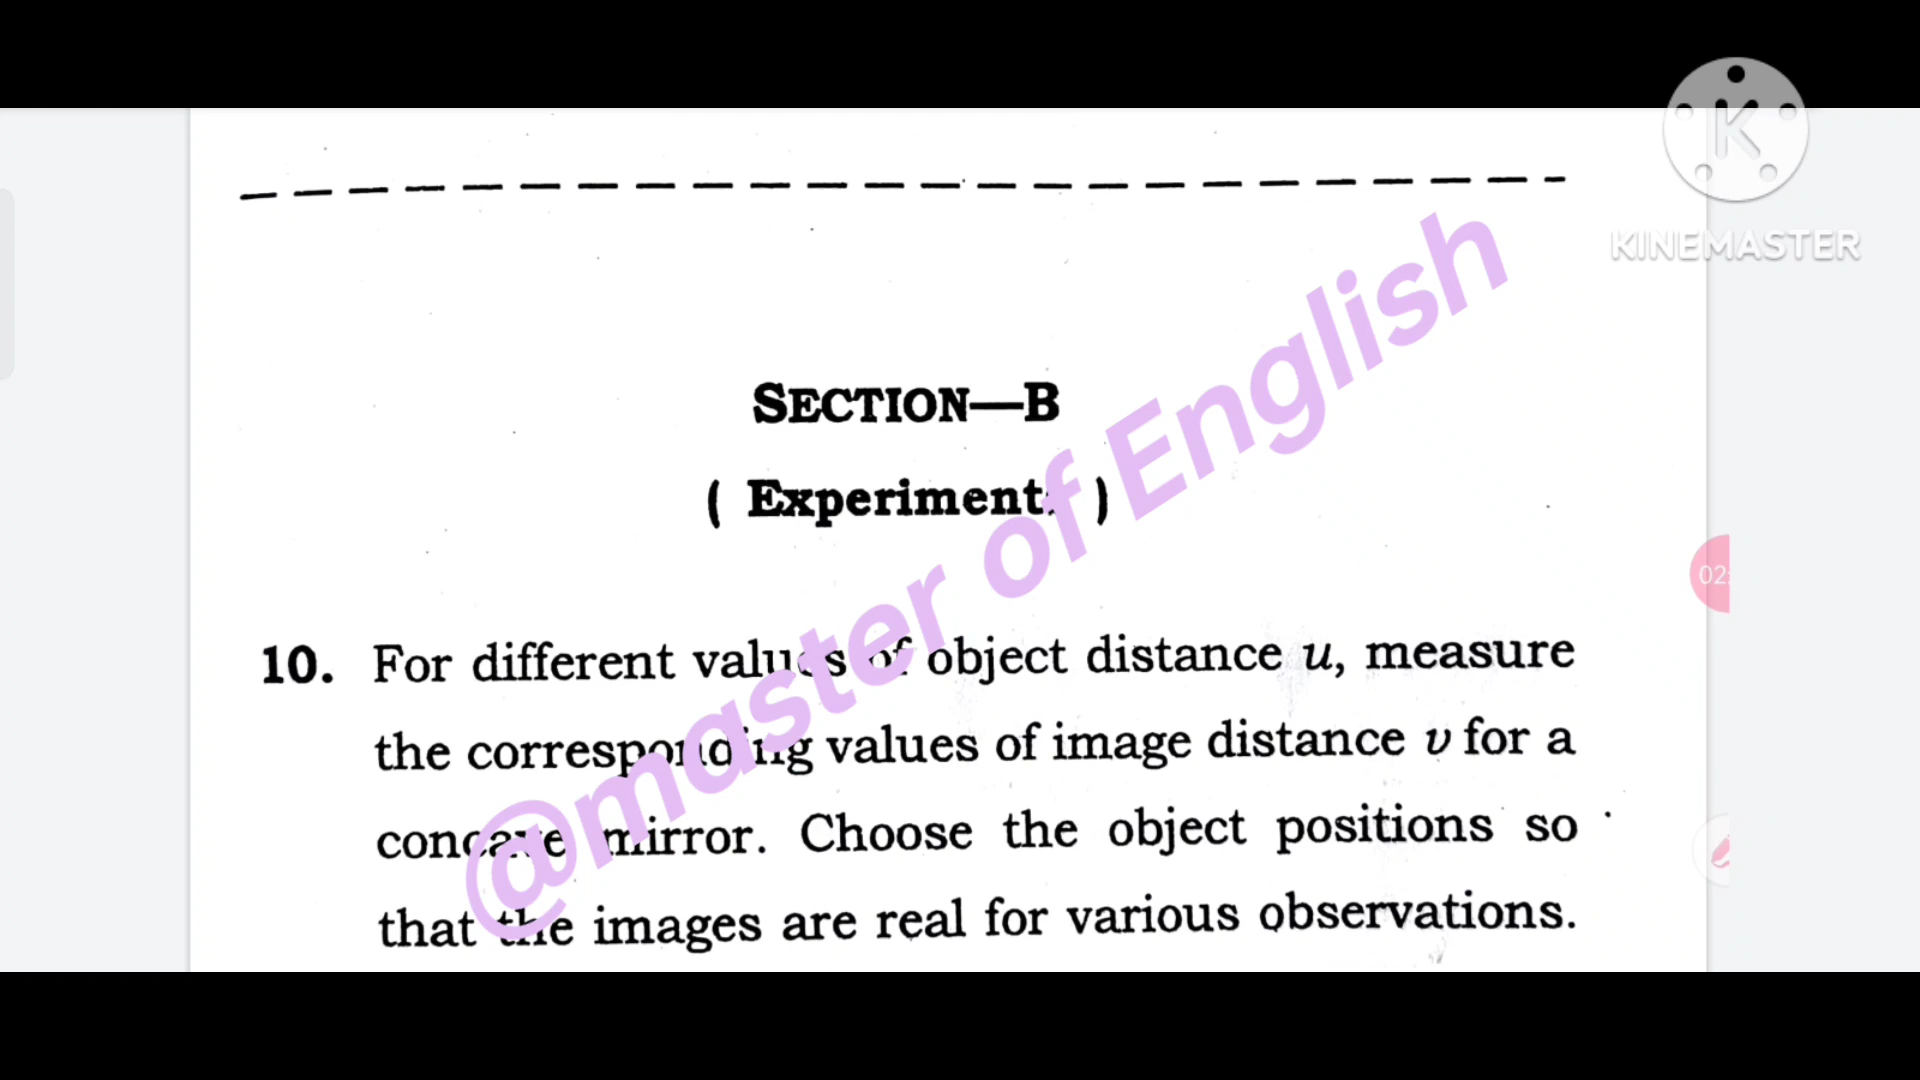 KINEMASTER
SECTION—B
( Experiment )
@master of English
10. For different values of object distance u, measure
the corresponding values of image distance v for a
concave mirror. Choose the object positions so
that the images are real for various observations.
02: